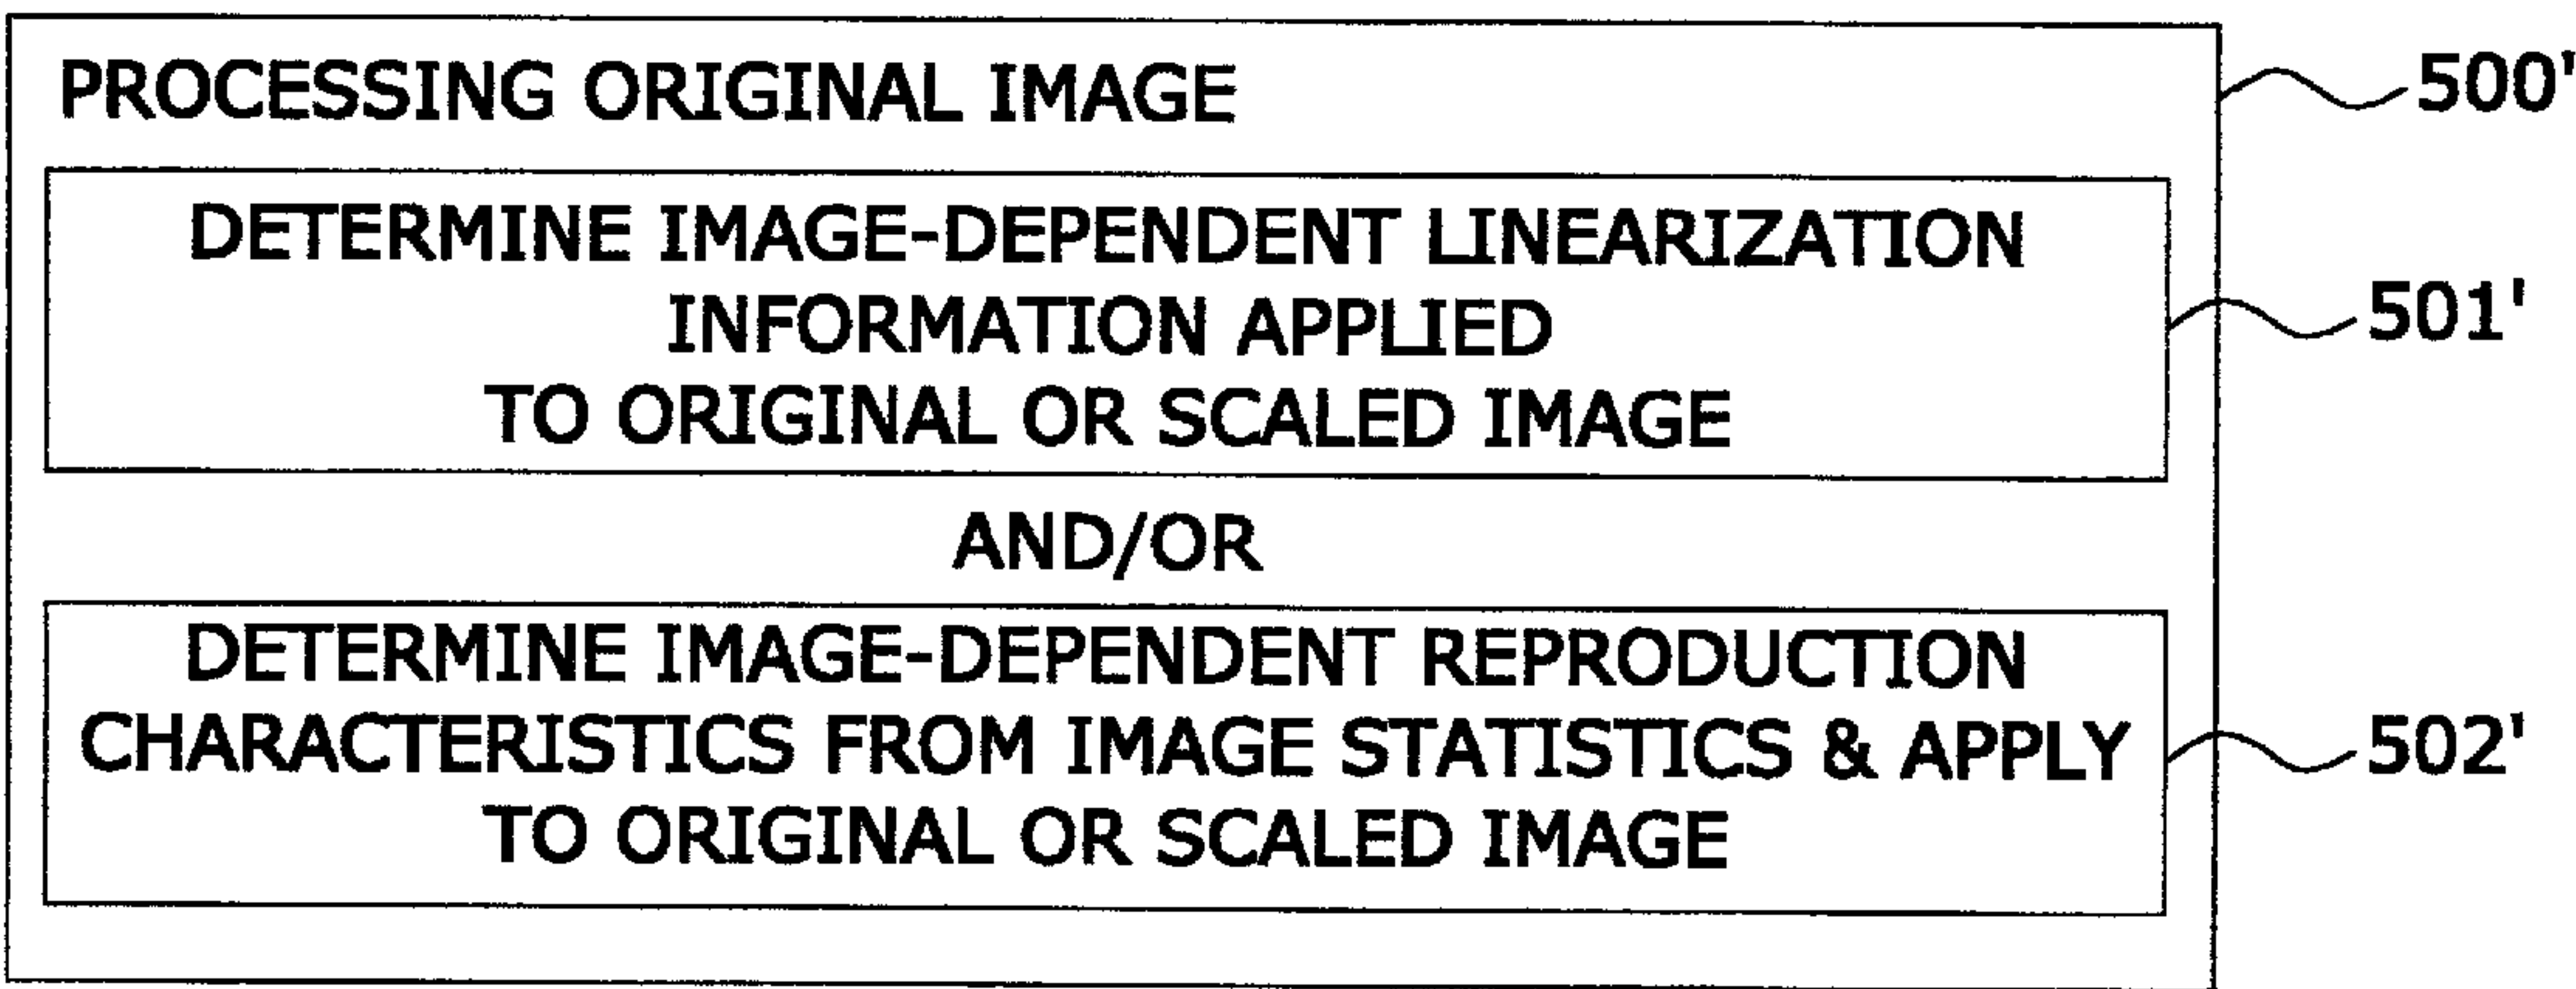 PROCESSING ORIGINAL IMAGE
500'
DETERMINE IMAGE-DEPENDENT LINEARIZATION
INFORMATION APPLIED
TO ORIGINAL OR SCALED IMAGE
501'
AND/OR
DETERMINE IMAGE-DEPENDENT REPRODUCTION
CHARACTERISTICS FROM IMAGE STATISTICS & APPLY
TO ORIGINAL OR SCALED IMAGE
502'